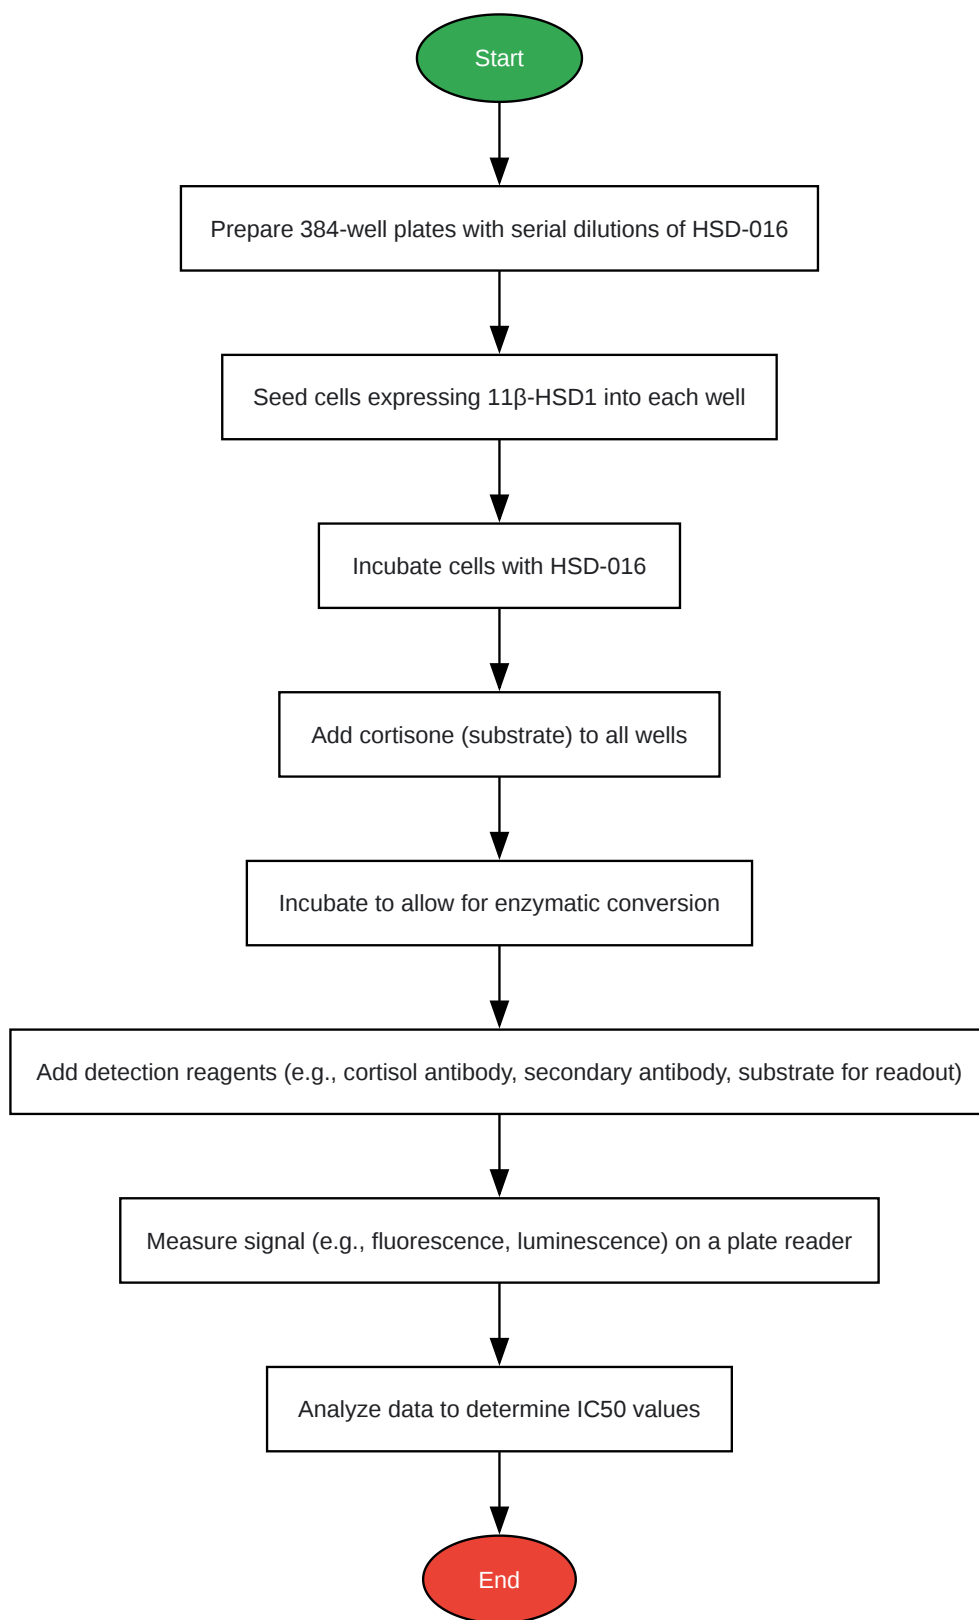 Start
Prepare 384-well plates with serial dilutions of HSD-016
Seed cells expressing 11β-HSD1 into each well
Incubate cells with HSD-016
Add cortisone (substrate) to all wells
Incubate to allow for enzymatic conversion
Add detection reagents (e.g., cortisol antibody, secondary antibody, substrate for readout)
Measure signal (e.g., fluorescence, luminescence) on a plate reader
Analyze data to determine IC50 values
End